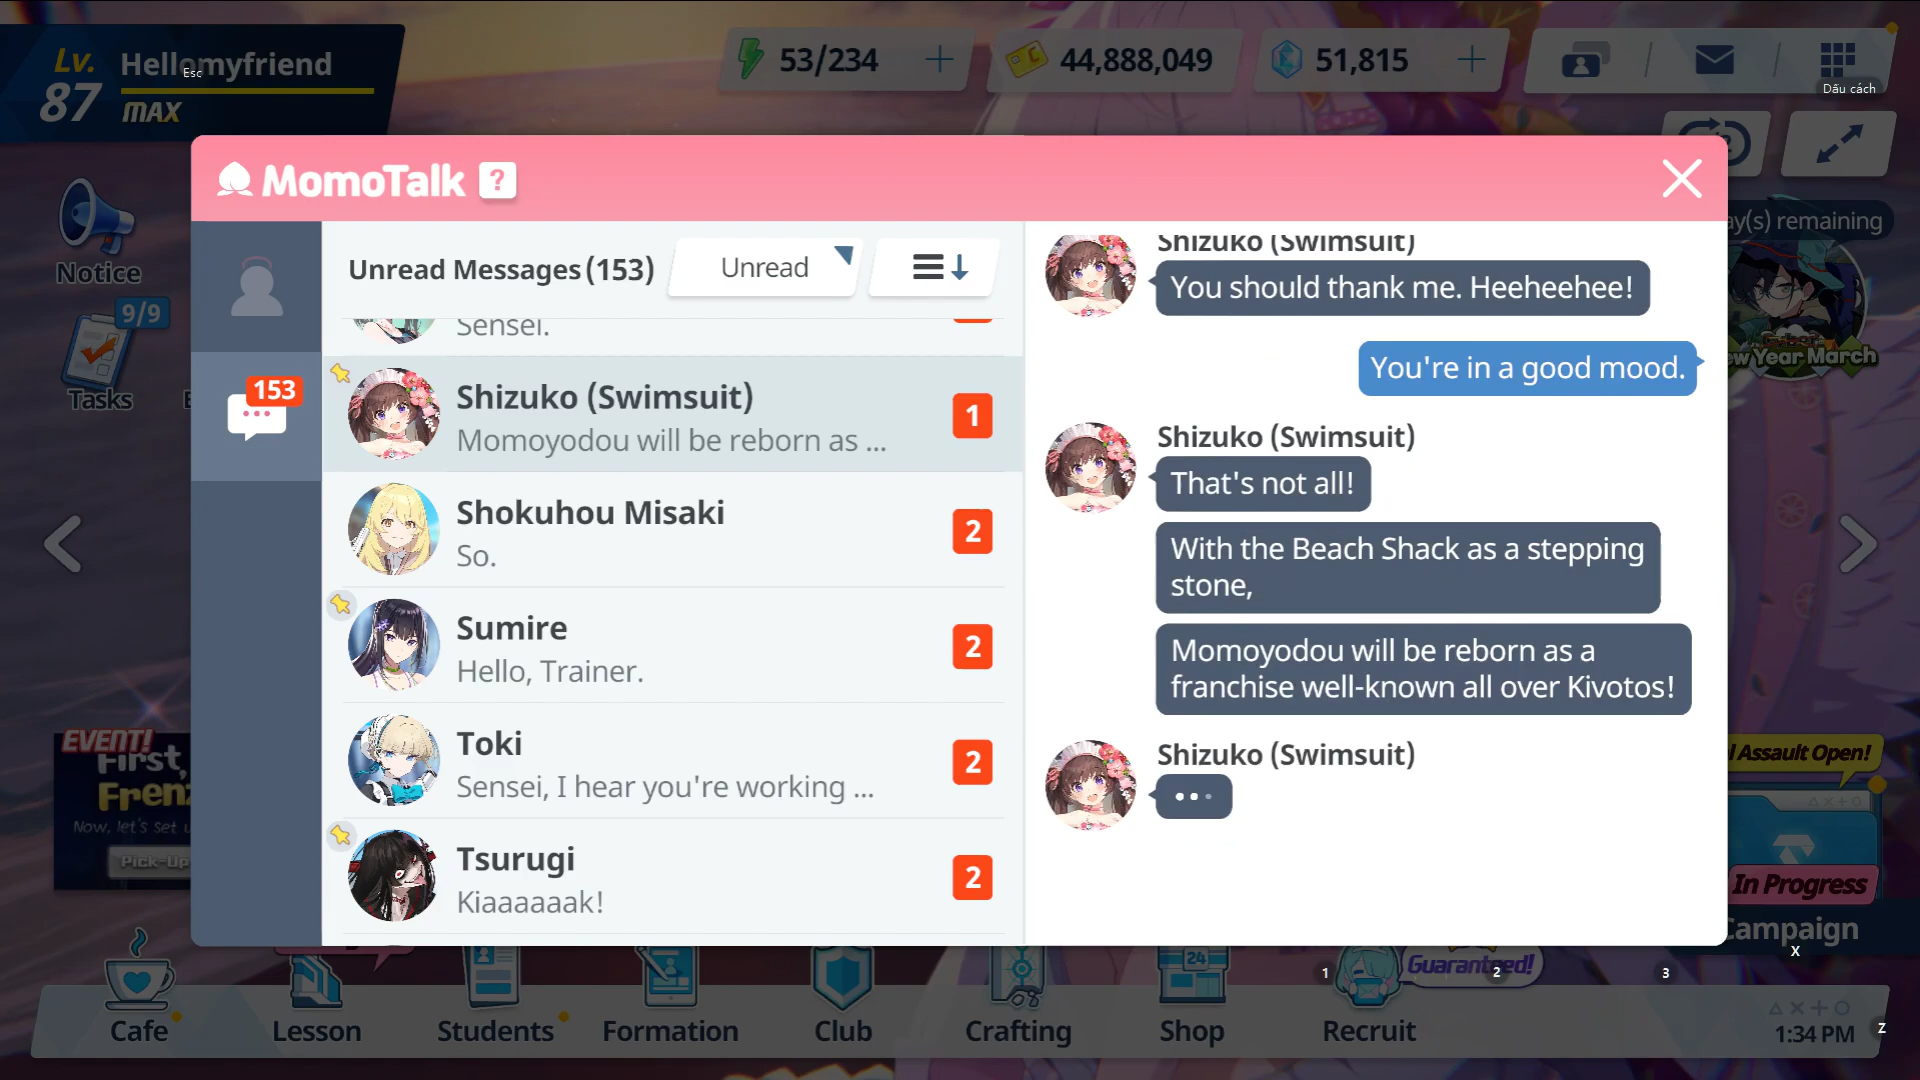 Lv. Hellomyfriend
Esc
87 MAX
53/234
44,888,049
51,815
Dấu cách
MomoTalk ?
ay(s) remaining
Notice
9/9
Tasks
153
Unread Messages (153)
Unread
Sensei.
Shizuko (Swimsuit)
Momoyodou will be reborn as ...
1
Shokuhou Misaki
So.
2
Sumire
Hello, Trainer.
2
Toki
Sensei, I hear you're working ...
2
Tsurugi
Kiaaaaaak!
2
Shizuko (Swimsuit)
You should thank me. Heeheehee!
You're in a good mood.
Shizuko (Swimsuit)
That's not all!
With the Beach Shack as a stepping
stone,
Momoyodou will be reborn as a
franchise well-known all over Kivotos!
Shizuko (Swimsuit)
ew Year March
EVENT!
First,
Now, let's set u
Pick-Up
l Assault Open!
In Progress
Campaign
X
1
Guaranteed!
2
3
24
Cafe
Lesson
Students
Formation
Club
Crafting
Shop
Recruit
1:34 PM
Z